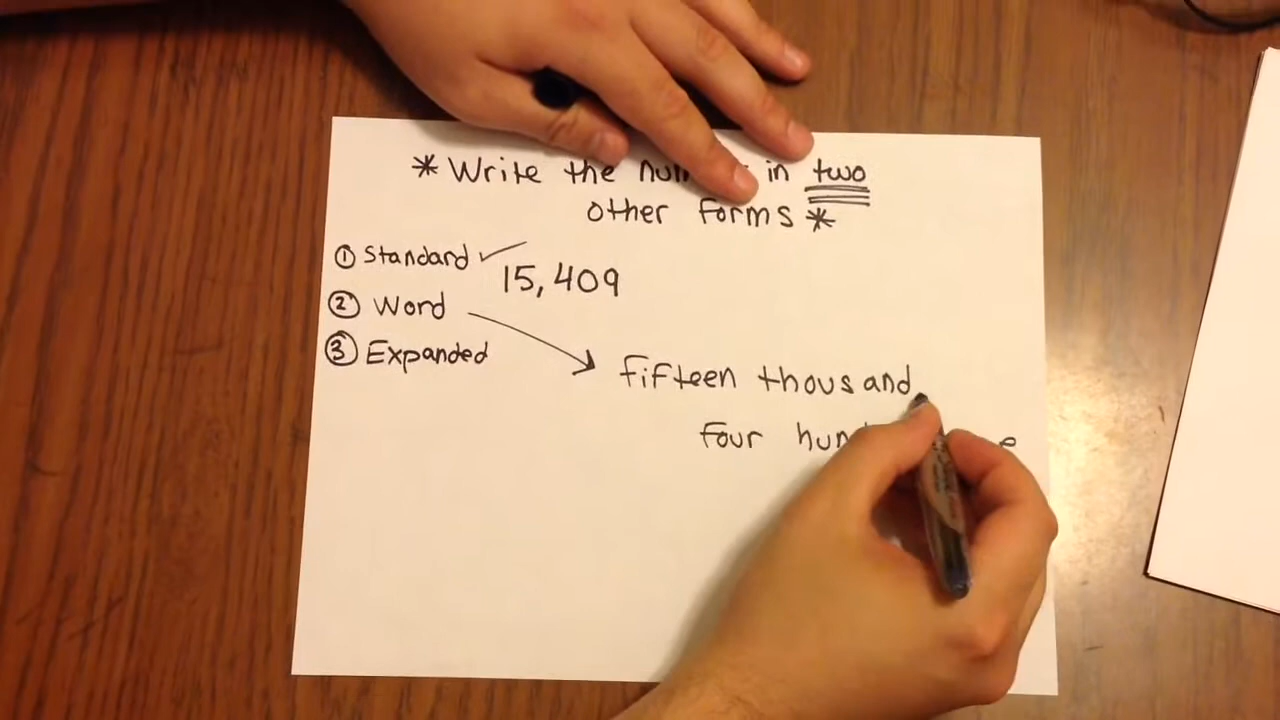 *Write the in two
other forms *
① Standard ✓
15,409
② Word
③ Expanded
fifteen thousand
four